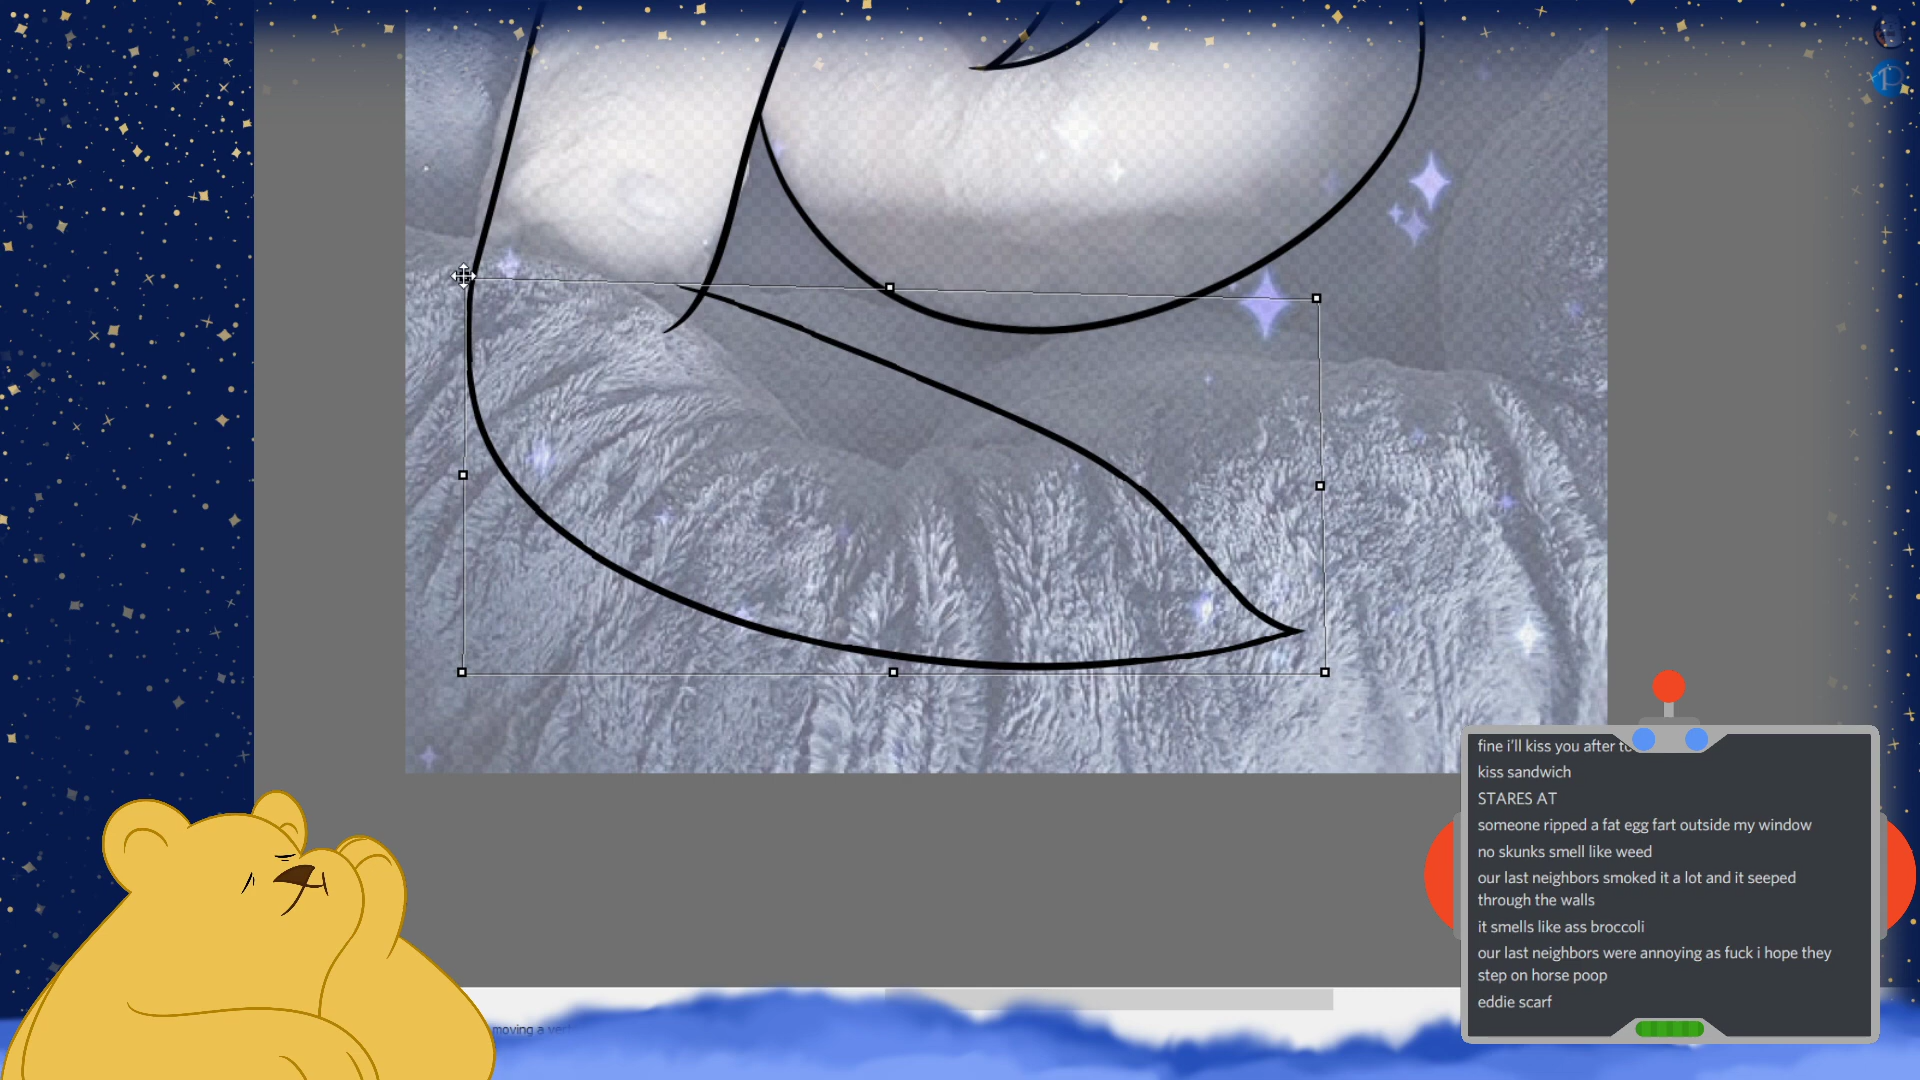 fine i'll kiss you after
kiss sandwich
STARES AT
someone ripped a fat egg fart outside my window
no skunks smell like weed
our last neighbors smoked it a lot and it seeped
through the walls
it smells like ass broccoli
our last neighbors were annoying as fuck i hope they
step on horse poop
eddie scarf
moving a